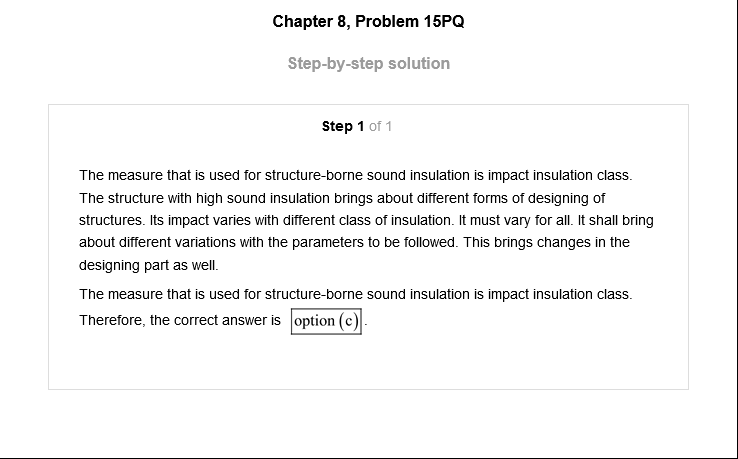 Chapter 8, Problem 15PQ
Step-by-step solution
Step 1 of 1
The measure that is used for structure-borne sound insulation is impact insulation class.
The structure with high sound insulation brings about different forms of designing of
structures. Its impact varies with different class of insulation. It must vary for all. It shall bring
about different variations with the parameters to be followed. This brings changes in the
designing part as well.
The measure that is used for structure-borne sound insulation is impact insulation class.
Therefore, the correct answer is option (c).